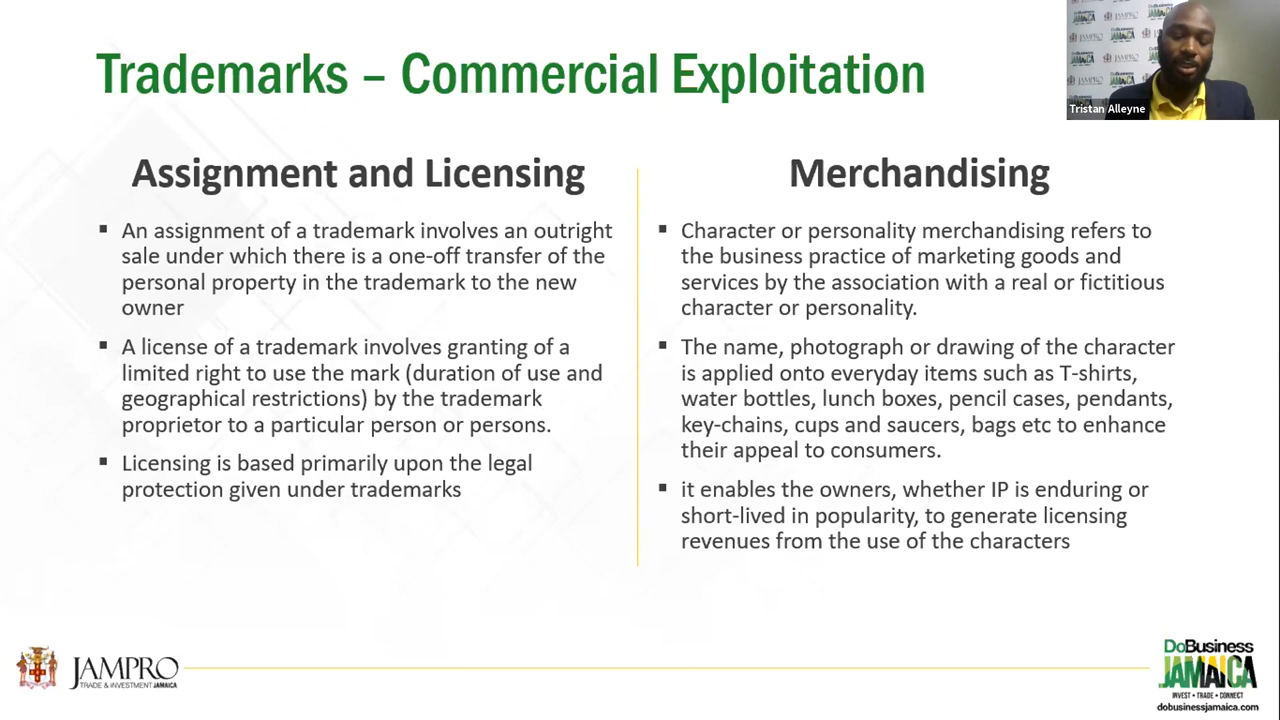 Trademarks – Commercial Exploitation
Tristan Alleyne
Assignment and Licensing
▪ An assignment of a trademark involves an outright
sale under which there is a one-off transfer of the
personal property in the trademark to the new
owner
▪ A license of a trademark involves granting of a
limited right to use the mark (duration of use and
geographical restrictions) by the trademark
proprietor to a particular person or persons.
▪ Licensing is based primarily upon the legal
protection given under trademarks
Merchandising
▪ Character or personality merchandising refers to
the business practice of marketing goods and
services by the association with a real or fictitious
character or personality.
▪ The name, photograph or drawing of the character
is applied onto everyday items such as T-shirts,
water bottles, lunch boxes, pencil cases, pendants,
key-chains, cups and saucers, bags etc to enhance
their appeal to consumers.
▪ it enables the owners, whether IP is enduring or
short-lived in popularity, to generate licensing
revenues from the use of the characters
JAMPRO
TRADE & INVESTMENT JAMAICA
DoBusiness
JAMAICA
INVEST • TRADE • CONNECT
dobusinessjamaica.com